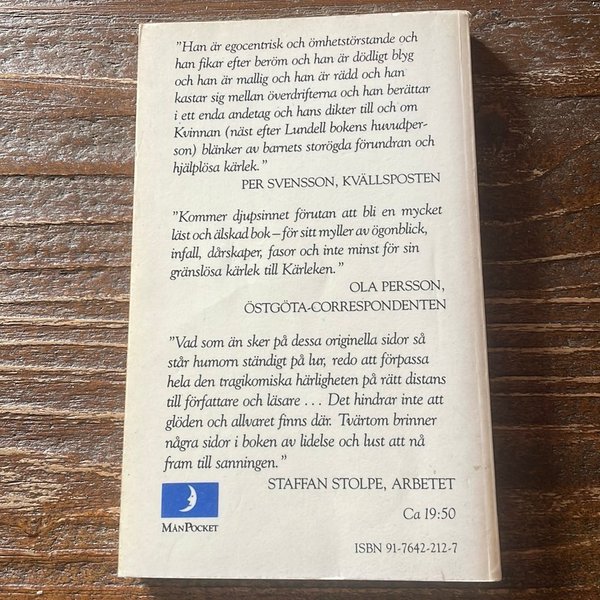 "Han är egocentrisk och ömhetstörstande och
han fikar efter beröm och han är dödligt blyg
och han är mallig och han är rädd och han
kastar sig mellan överdrifterna och han berättar
i ett enda andetag och hans dikter till och om
Kvinnan (näst efter Lundell bokens huvudper-
son) blänker av barnets storögda förundran och
hjälplösa kärlek."
PER SVENSSON, KVÄLLSPOSTEN
"Kommer djupsinnet förutan att bli en mycket
läst och älskad bok – för sitt myller av ögonblick,
infall, dårskaper, fasor och inte minst för sin
gränslösa kärlek till Kärleken."
OLA PERSSON,
ÖSTGÖTA-CORRESPONDENTEN
"Vad som än sker på dessa originella sidor så
står humorn ständigt på lur, redo att förpassa
hela den tragikomiska härligheten på rätt distans
till författare och läsare . . . Det hindrar inte att
glöden och allvaret finns där. Tvärtom brinner
några sidor i boken av lidelse och lust att nå
fram till sanningen."
STAFFAN STOLPE, ARBETET
MÅNPOCKET
Ca 19:50
ISBN 91-7642-212-7